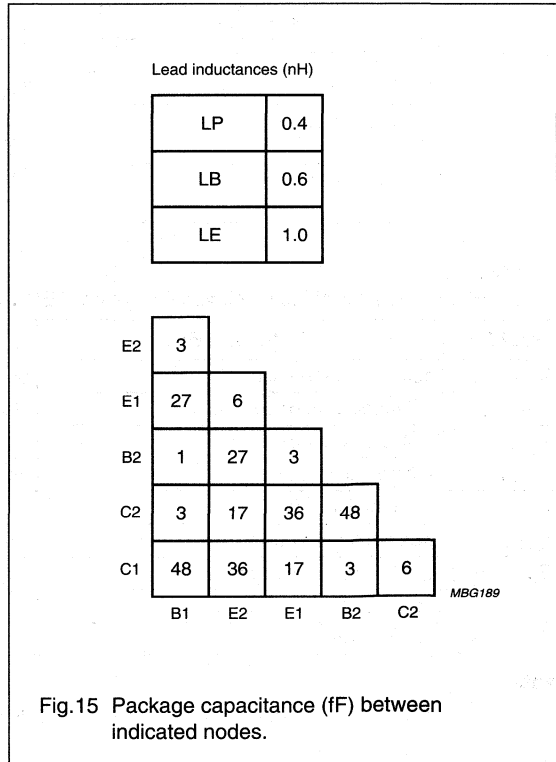 Lead inductances (nH)
LP 0.4
LB 0.6
LE 1.0
E2 3
E1 27 6
B2 1 27 3
C2 3 17 36 48
C1 48 36 17 3 6
B1 E2 E1 B2 C2
MBG189
Fig.15 Package capacitance (fF) between
indicated nodes.